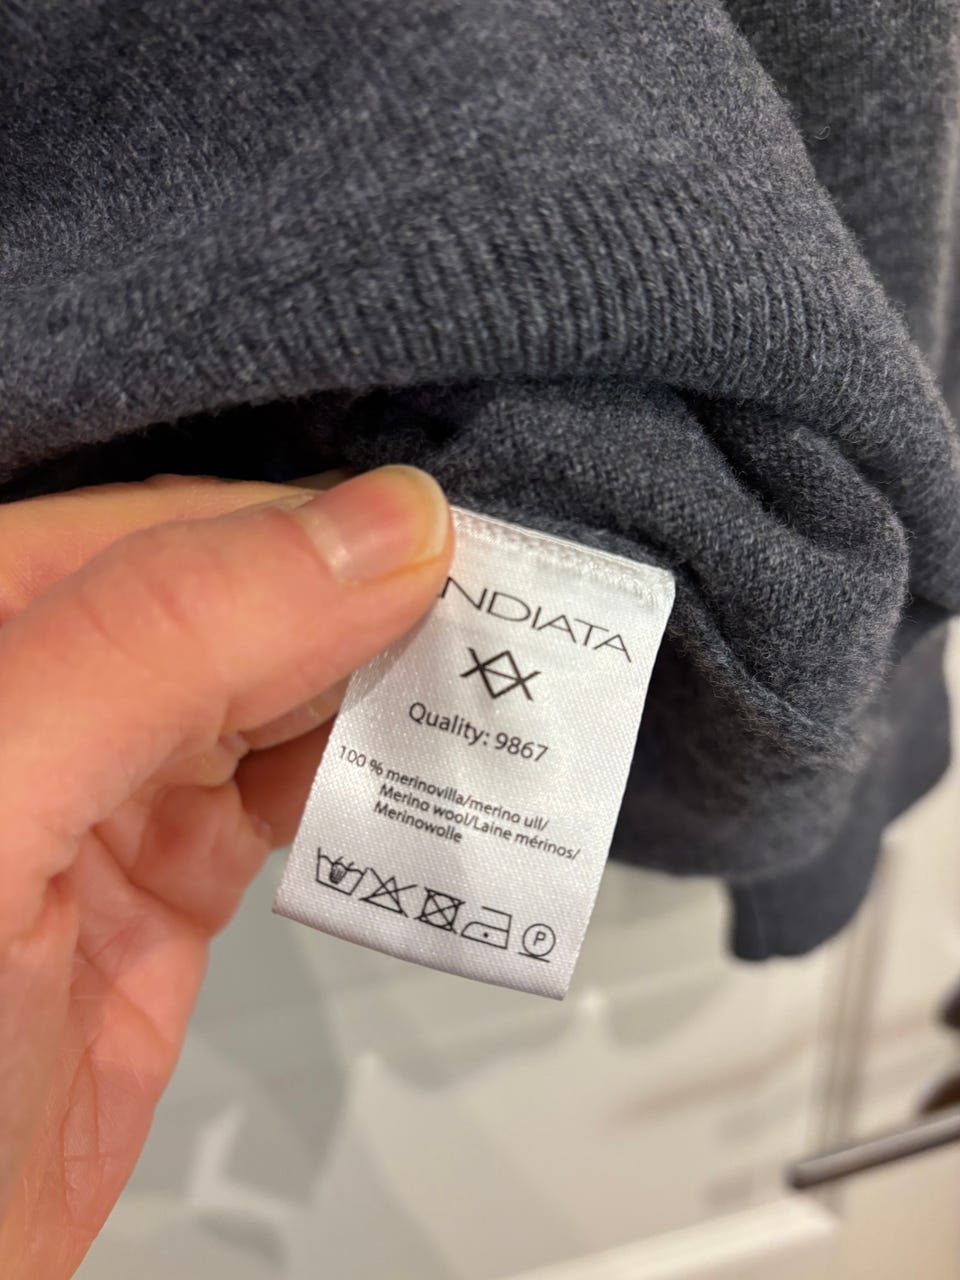 NDIATA
Quality: 9867
100 % merinovilla/merino ull/
Merino wool/Laine mérinos/
Merinowolle
P